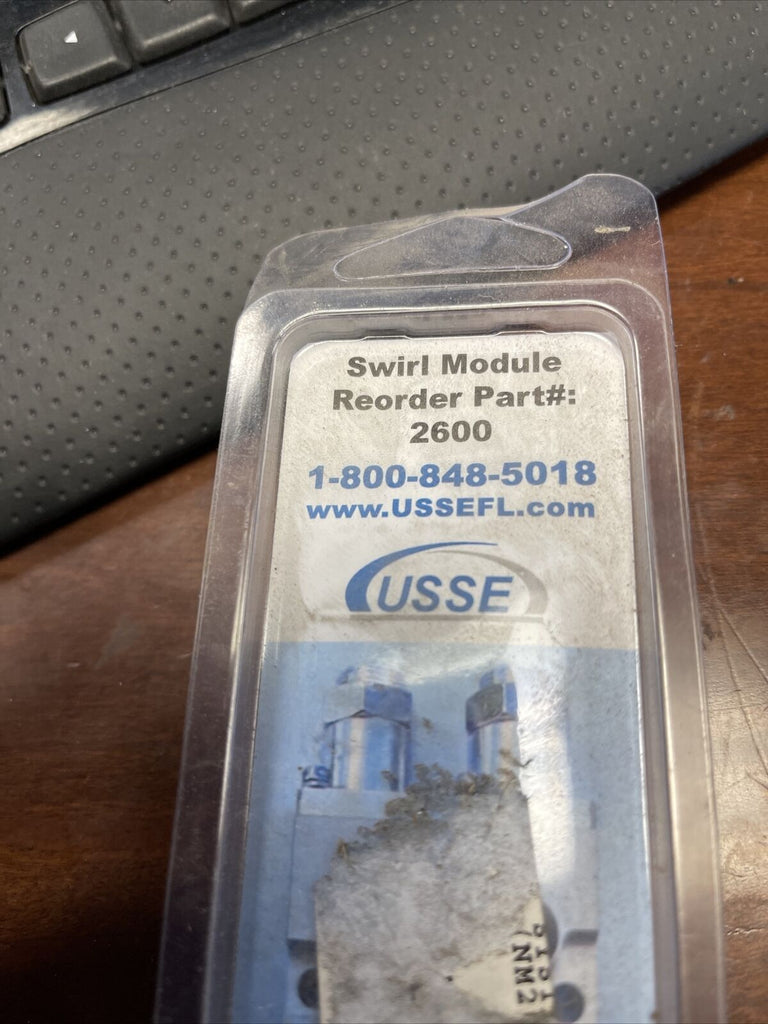 Swirl Module
Reorder Part#:
2600
1-800-848-5018
www.USSEFL.com
USSE